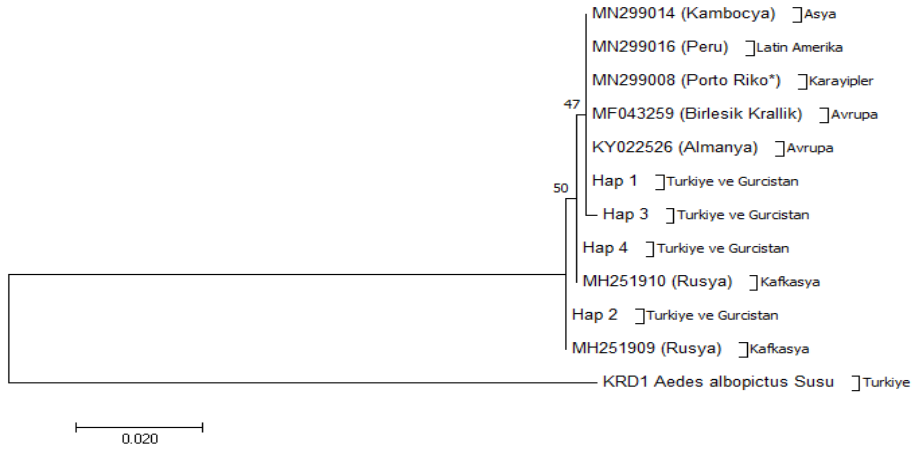 MN299014 (Kambocya) Asya
MN299016 (Peru) Latin Amerika
MN299008 (Porto Riko*) Karayipler
47
MF043259 (Birlesik Krallik) Avrupa
KY022526 (Almanya) Avrupa
Hap 1 Turkiye ve Gurcistan
50
Hap 3 Turkiye ve Gurcistan
Hap 4 Turkiye ve Gurcistan
MH251910 (Rusya) Kafkasya
Hap 2 Turkiye ve Gurcistan
MH251909 (Rusya) Kafkasya
KRD1 Aedes albopictus Susu Turkiye
0.020